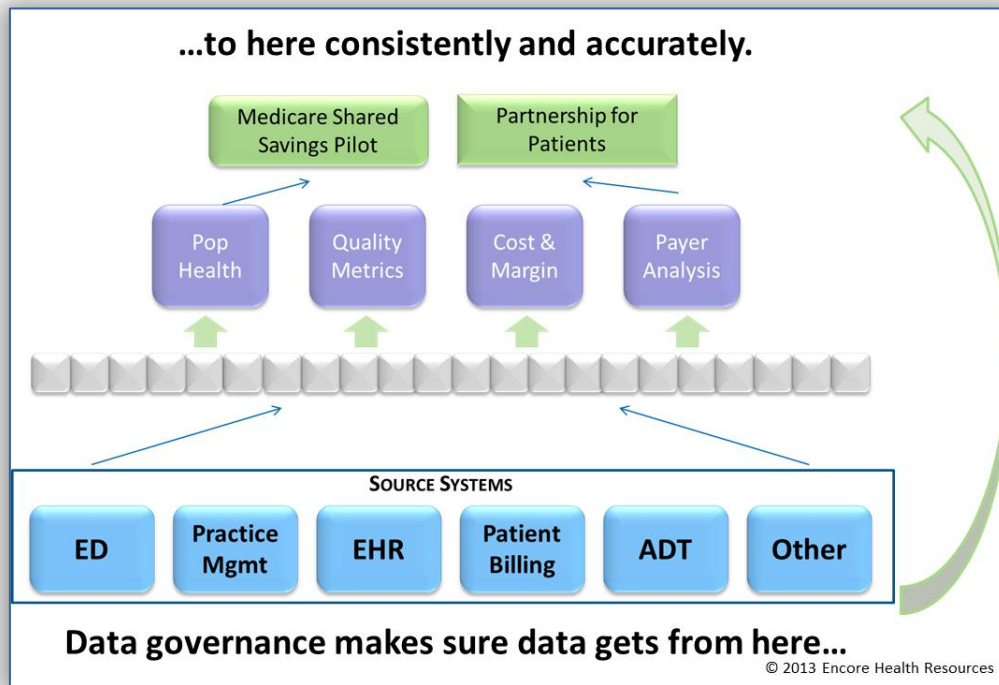 ...to here consistently and accurately.
Medicare Shared
Savings Pilot
Partnership for
Patients
Pop
Health
Quality
Metrics
Cost &
Margin
Payer
Analysis
SOURCE SYSTEMS
ED
Practice
Mgmt
EHR
Patient
Billing
ADT
Other
Data governance makes sure data gets from here...
© 2013 Encore Health Resources